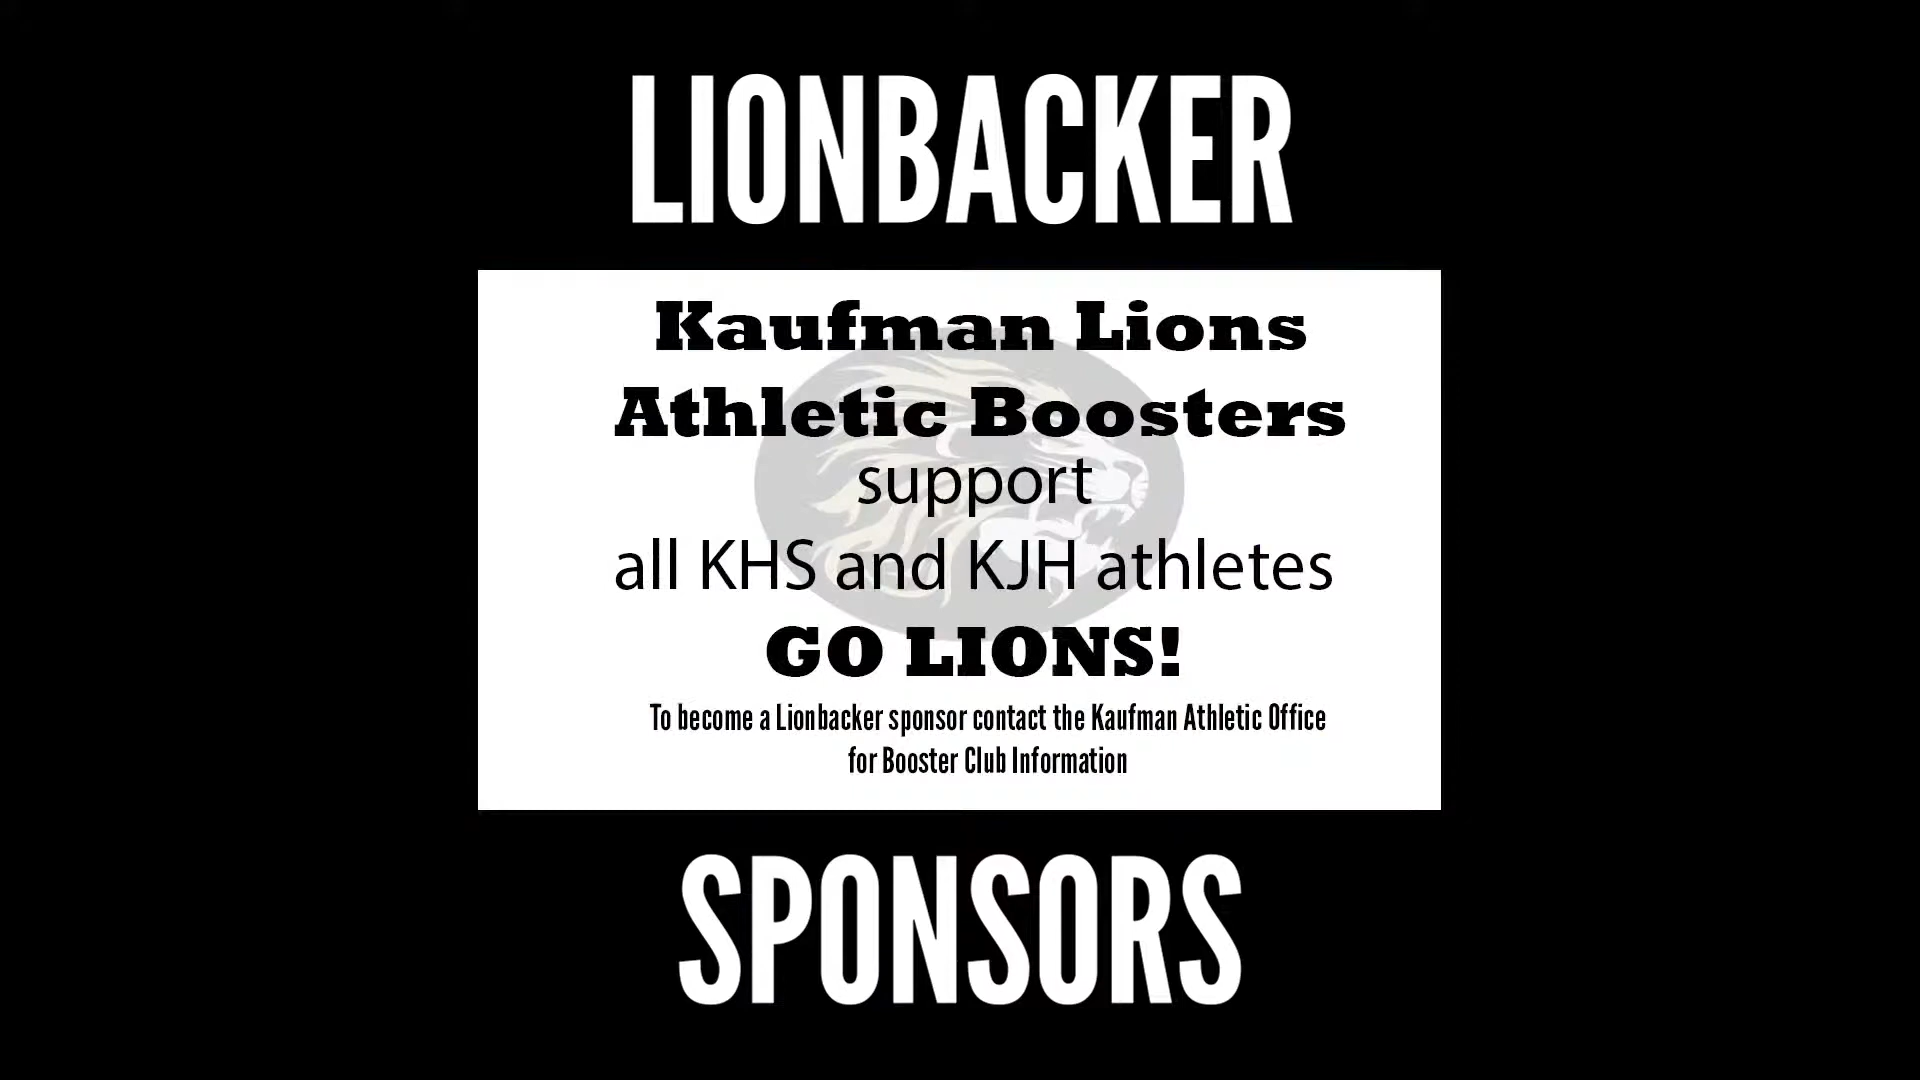 LIONBACKER
Kaufman Lions
Athletic Boosters
support
all KHS and KJH athletes
GO LIONS!
To become a Lionbacker sponsor contact the Kaufman Athletic Office
for Booster Club Information
SPONSORS